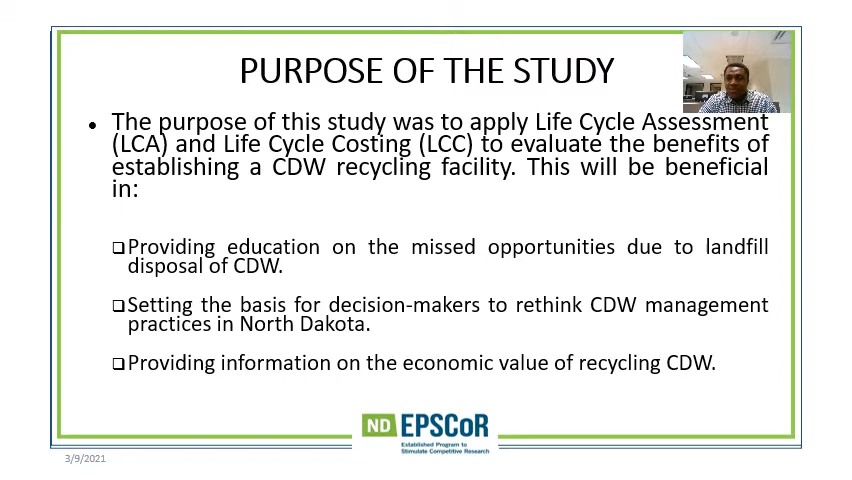 PURPOSE OF THE STUDY
● The purpose of this study was to apply Life Cycle Assessment
(LCA) and Life Cycle Costing (LCC) to evaluate the benefits of
establishing a CDW recycling facility. This will be beneficial
in:
❑Providing education on the missed opportunities due to landfill
disposal of CDW.
❑Setting the basis for decision-makers to rethink CDW management
practices in North Dakota.
❑Providing information on the economic value of recycling CDW.
ND EPSCoR
Established Program to
Stimulate Competitive Research
3/9/2021